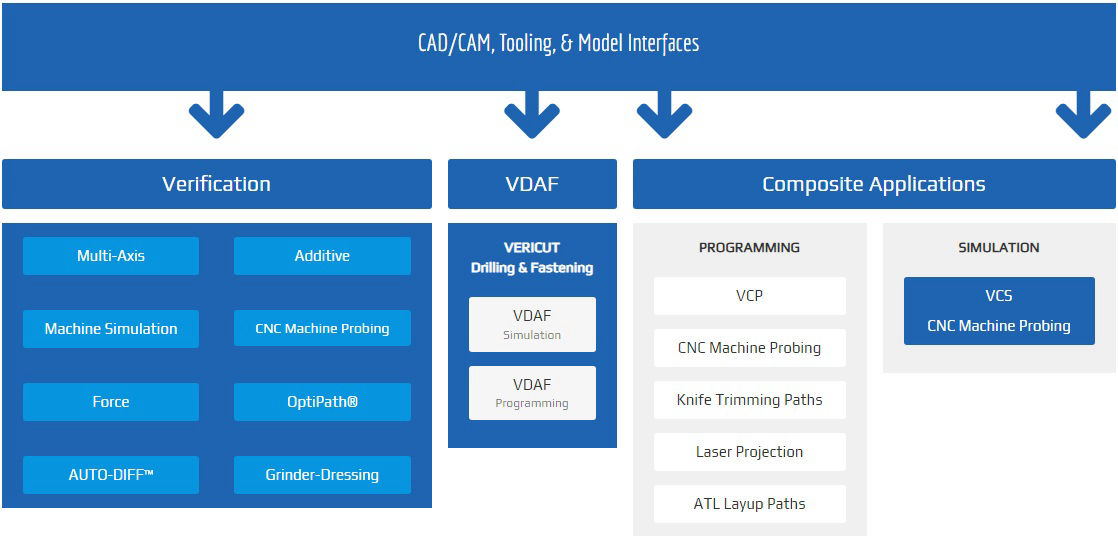 CAD/CAM, Tooling, & Model Interfaces
Verification
Multi-Axis
Additive
Machine Simulation
CNC Machine Probing
Force
OptiPath®
AUTO-DIFF™
Grinder-Dressing
VDAF
VERICUT
Drilling & Fastening
VDAF
Simulation
VDAF
Programming
Composite Applications
PROGRAMMING
VCP
CNC Machine Probing
Knife Trimming Paths
Laser Projection
ATL Layup Paths
SIMULATION
VCS
CNC Machine Probing